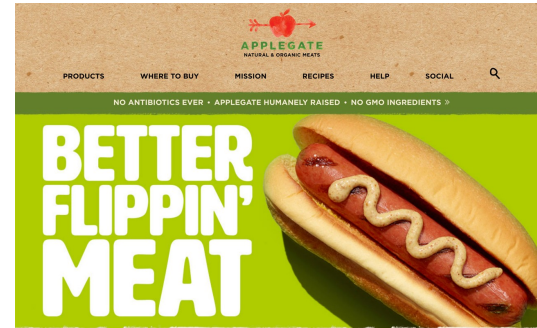 APPLEGATE
NATURAL & ORGANIC MEATS
PRODUCTS WHERE TO BUY MISSION RECIPES HELP SOCIAL
NO ANTIBIOTICS EVER • APPLEGATE HUMANELY RAISED • NO GMO INGREDIENTS »
BETTER
FLIPPIN’
MEAT